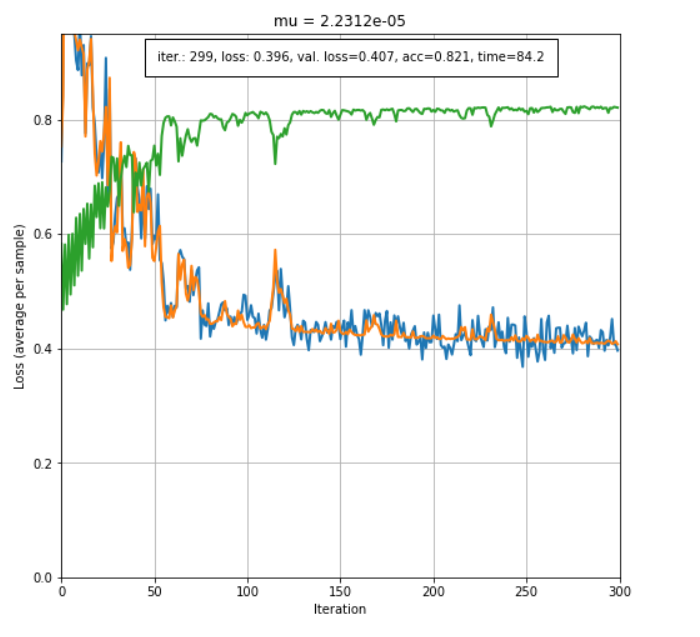 mu = 2.2312e-05
iter.: 299, loss: 0.396, val. loss=0.407, acc=0.821, time=84.2
Loss (average per sample)
0.8
0.6
0.4
0.2
0.0
0 50 100 150 200 250 300
Iteration